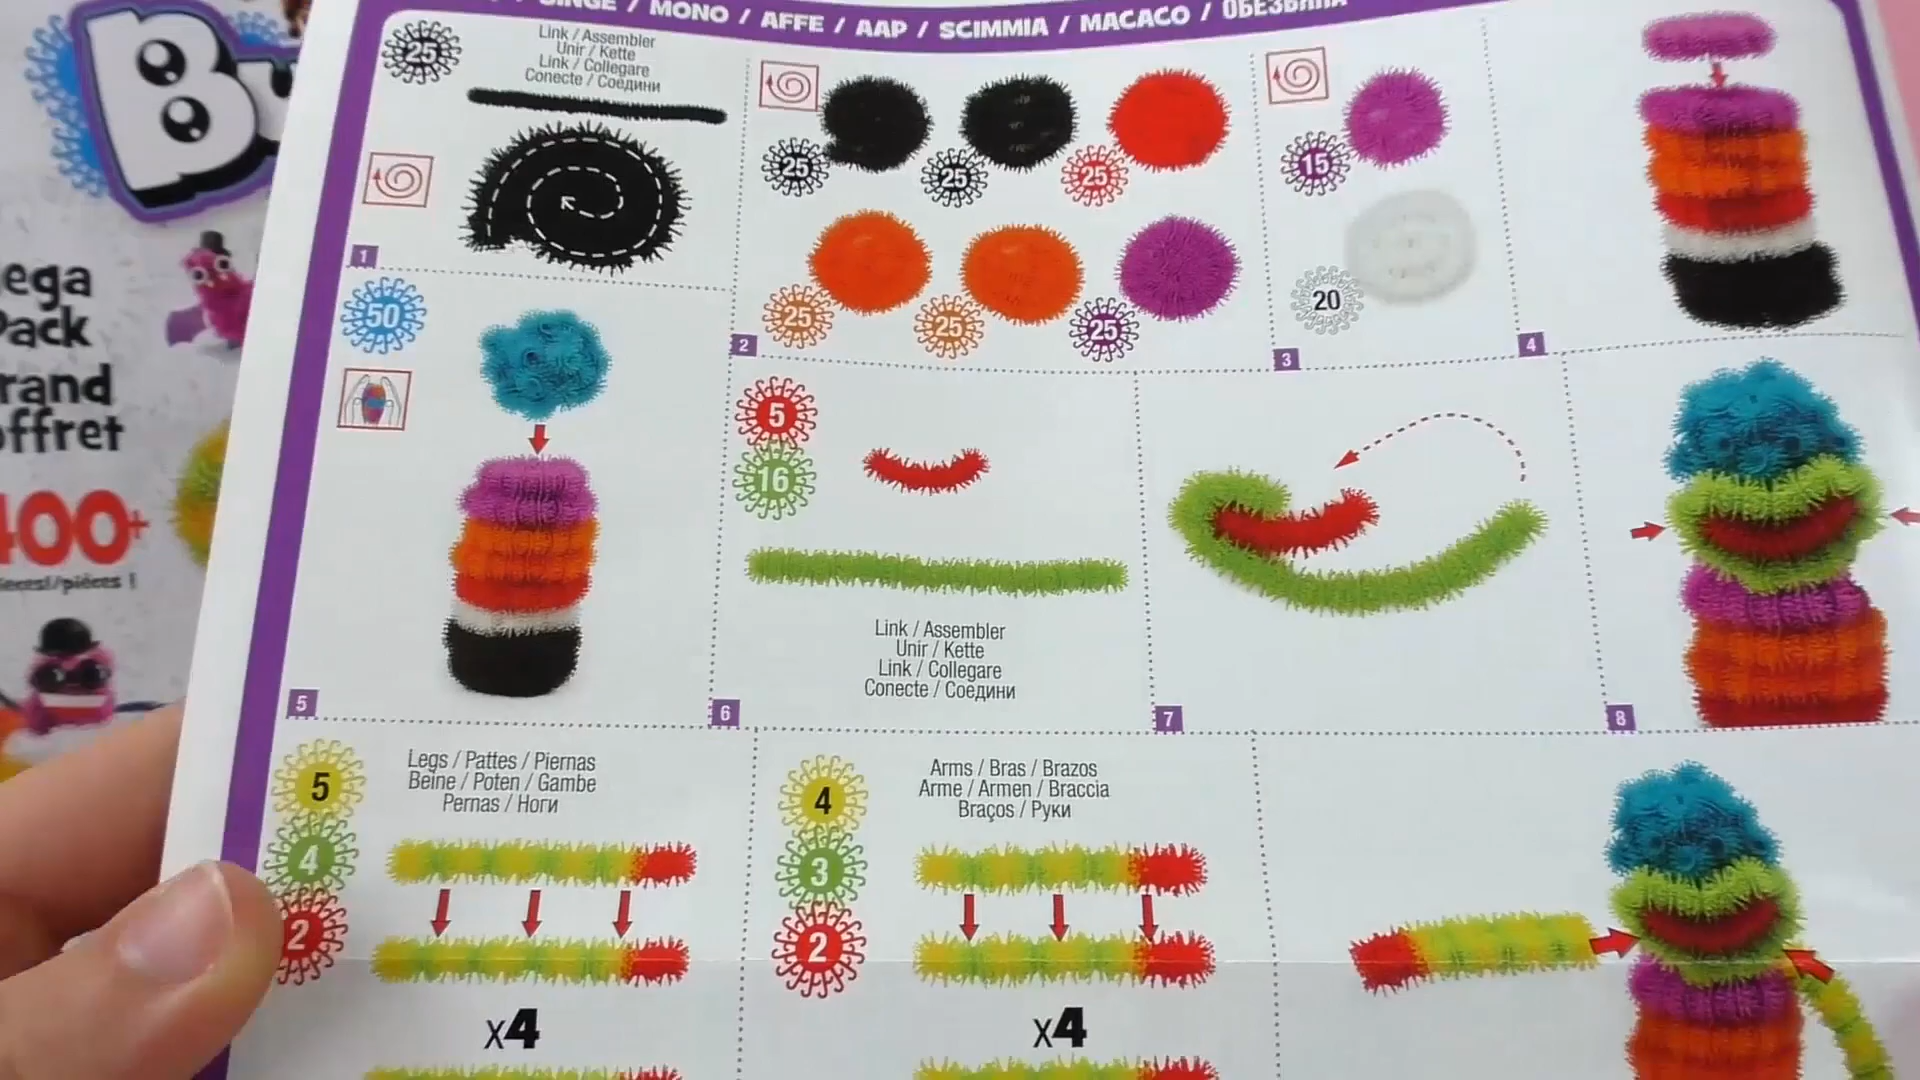 / MONO / AFFE / AAP / SCIMMIA / MACACO / ОБЕЗЬЯНА
25
Link / Assembler
Unir / Kette
Link / Collegare
Conecte / Соедини
1
25
25
25
25
25
25
2
15
20
3
4
50
5
5
16
Link / Assembler
Unir / Kette
Link / Collegare
Conecte / Соедини
6
7
8
5
4
2
Legs / Pattes / Piernas
Beine / Poten / Gambe
Pernas / Ноги
x4
4
3
2
Arms / Bras / Brazos
Arme / Armen / Braccia
Braços / Руки
x4
Bu
ega
Pack
rand
offret
400+